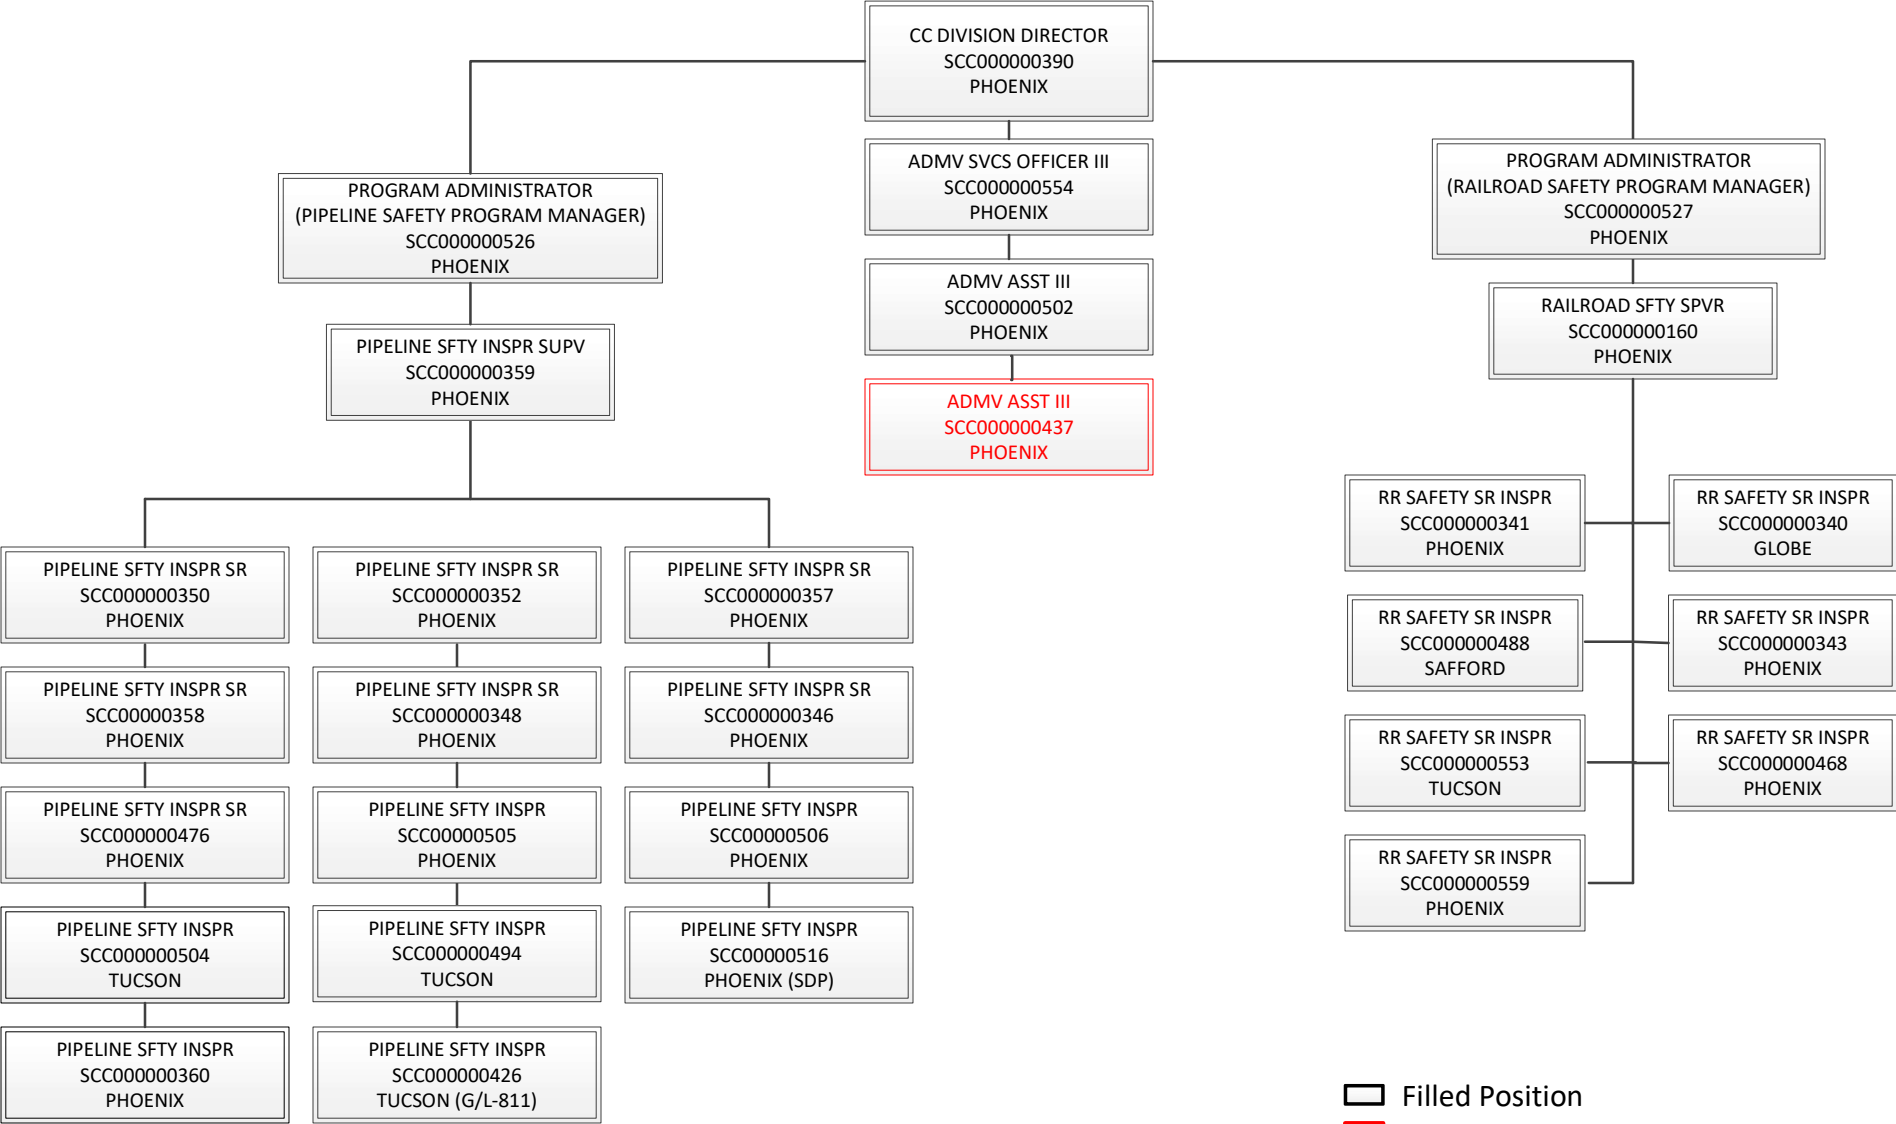 CC DIVISION DIRECTOR
SCC000000390
PHOENIX
ADMV SVCS OFFICER III
SCC000000554
PHOENIX
ADMV ASST III
SCC000000502
PHOENIX
ADMV ASST III
SCC000000437
PHOENIX
PROGRAM ADMINISTRATOR
(PIPELINE SAFETY PROGRAM MANAGER)
SCC000000526
PHOENIX
PIPELINE SFTY INSPR SUPV
SCC000000359
PHOENIX
PIPELINE SFTY INSPR SR
SCC000000350
PHOENIX
PIPELINE SFTY INSPR SR
SCC00000358
PHOENIX
PIPELINE SFTY INSPR SR
SCC000000476
PHOENIX
PIPELINE SFTY INSPR
SCC000000504
TUCSON
PIPELINE SFTY INSPR
SCC000000360
PHOENIX
PIPELINE SFTY INSPR SR
SCC000000352
PHOENIX
PIPELINE SFTY INSPR SR
SCC000000348
PHOENIX
PIPELINE SFTY INSPR
SCC00000505
PHOENIX
PIPELINE SFTY INSPR
SCC000000494
TUCSON
PIPELINE SFTY INSPR
SCC000000426
TUCSON (G/L-811)
PIPELINE SFTY INSPR SR
SCC000000357
PHOENIX
PIPELINE SFTY INSPR SR
SCC000000346
PHOENIX
PIPELINE SFTY INSPR
SCC00000506
PHOENIX
PIPELINE SFTY INSPR
SCC00000516
PHOENIX (SDP)
PROGRAM ADMINISTRATOR
(RAILROAD SAFETY PROGRAM MANAGER)
SCC000000527
PHOENIX
RAILROAD SFTY SPVR
SCC000000160
PHOENIX
RR SAFETY SR INSPR
SCC000000341
PHOENIX
RR SAFETY SR INSPR
SCC000000340
GLOBE
RR SAFETY SR INSPR
SCC000000488
SAFFORD
RR SAFETY SR INSPR
SCC000000343
PHOENIX
RR SAFETY SR INSPR
SCC000000553
TUCSON
RR SAFETY SR INSPR
SCC000000468
PHOENIX
RR SAFETY SR INSPR
SCC000000559
PHOENIX
Filled Position